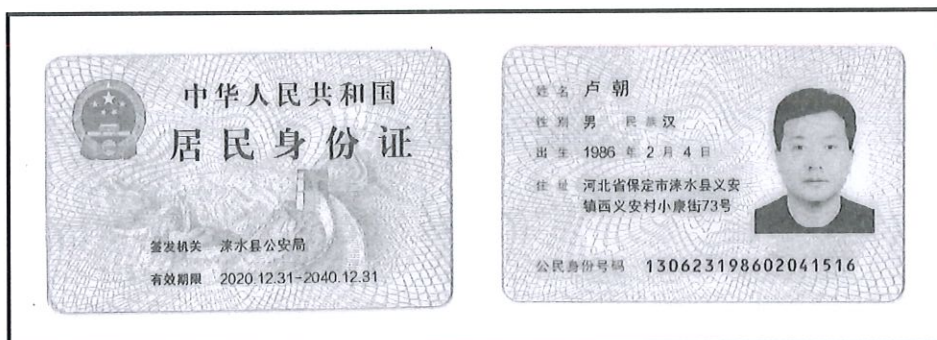 中华人民共和国
居民身份证
签发机关 涞水县公安局
有效期限 2020.12.31-2040.12.31
姓名 卢朝
性别 男 民族 汉
出生 1986 年 2 月 4 日
住址 河北省保定市涞水县义安
镇西义安村小康街73号
公民身份号码 130623198602041516